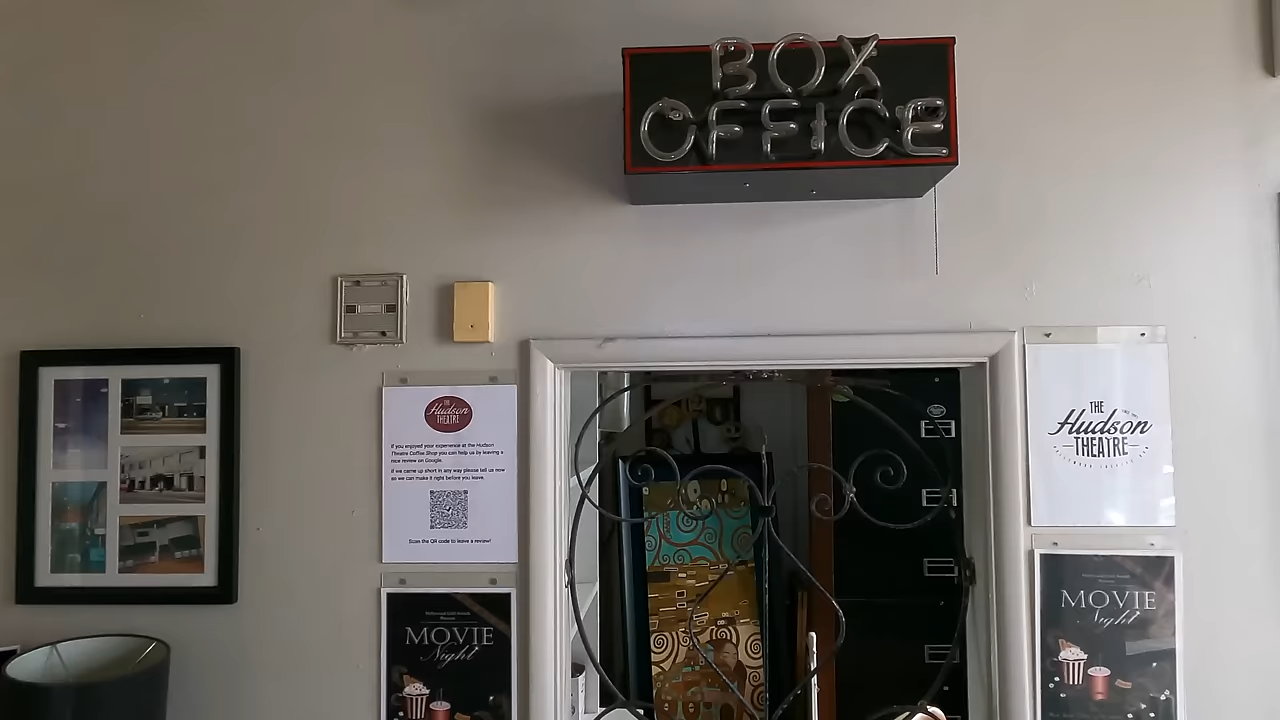 BOX
OFFICE
THE
Hudson
THEATRE
If you enjoyed your experience at the Hudson
Theatre Coffee Shop you can help us by leaving a
nice review on Google.
If we came up short in any way please tell us now
so we can make it right before you leave.
Scan the QR code to leave a review!
MOVIE
Night
THE
Hudson
THEATRE
MOVIE
Night